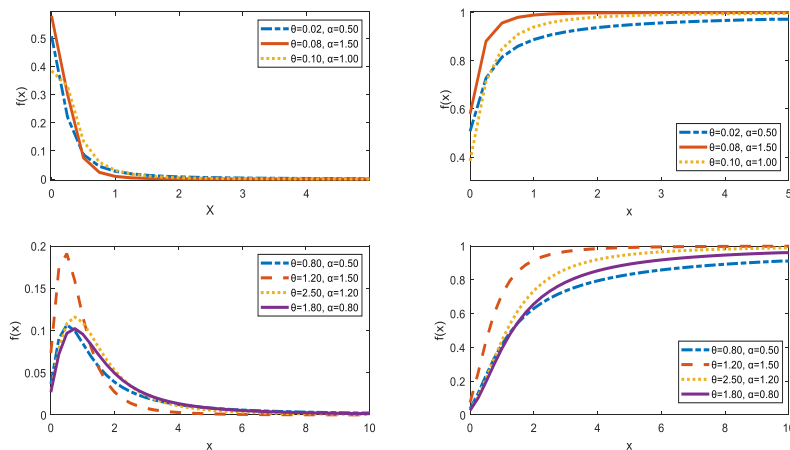 f(x)
0.5
0.4
0.3
0.2
0.1
0
0
1
2
3
4
X
θ=0.02, α=0.50
θ=0.08, α=1.50
θ=0.10, α=1.00
f(x)
1
0.8
0.6
0.4
0
1
2
3
4
5
x
θ=0.02, α=0.50
θ=0.08, α=1.50
θ=0.10, α=1.00
f(x)
0.2
0.15
0.1
0.05
0
0
2
4
6
8
10
x
θ=0.80, α=0.50
θ=1.20, α=1.50
θ=2.50, α=1.20
θ=1.80, α=0.80
f(x)
1
0.8
0.6
0.4
0.2
0
0
2
4
6
8
10
x
θ=0.80, α=0.50
θ=1.20, α=1.50
θ=2.50, α=1.20
θ=1.80, α=0.80